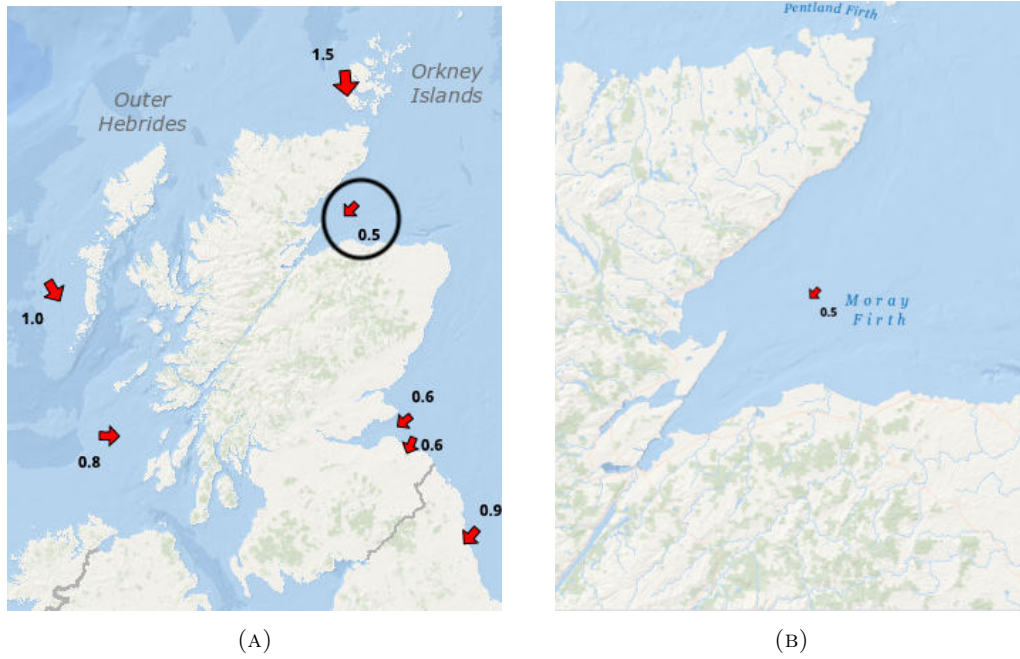 1.5
Orkney
Islands
Outer
Hebrides
0.5
1.0
0.6
0.6
0.8
0.9
(A)
Pentland Firth
Moray
Firth
0.5
(B)